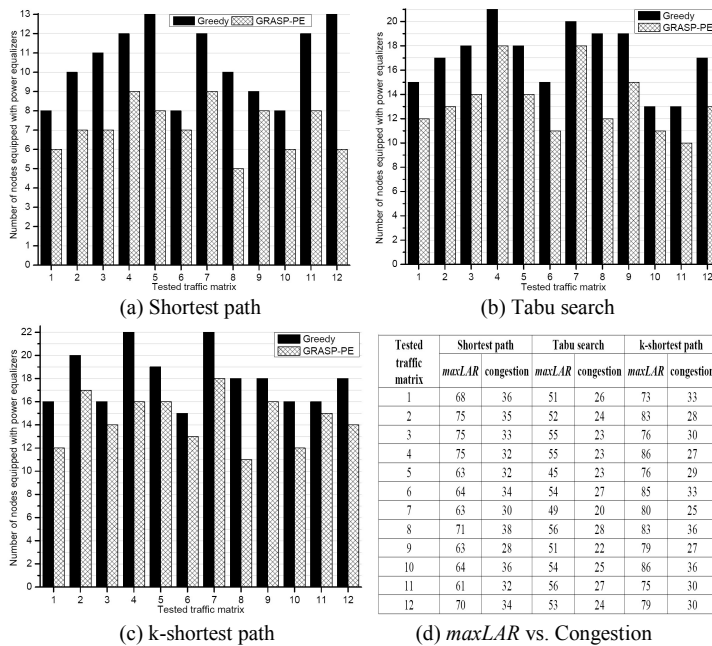 Number of nodes equipped with power equalizers
13
12
11
10
9
8
7
6
5
4
3
2
1
0
Greedy
GRASP-PE
1 2 3 4 5 6 7 8 9 10 11 12
Tested traffic matrix
(a) Shortest path
Number of nodes equipped with power equalizers
20
18
16
14
12
10
8
6
4
2
0
Greedy
GRASP-PE
1 2 3 4 5 6 7 8 9 10 11 12
Tested traffic matrix
(b) Tabu search
Number of nodes equipped with power equalizers
22
20
18
16
14
12
10
8
6
4
2
0
Greedy
GRASP-PE
1 2 3 4 5 6 7 8 9 10 11 12
Tested traffic matrix
(c) k-shortest path
Tested traffic matrix Shortest path Tabu search k-shortest path
maxLAR congestion maxLAR congestion maxLAR congestion
1 68 36 51 26 73 33
2 75 35 52 24 83 28
3 75 33 55 23 76 30
4 75 32 55 23 86 27
5 63 32 45 23 76 29
6 64 34 54 27 85 33
7 63 30 49 20 80 25
8 71 38 56 28 83 36
9 63 28 51 22 79 27
10 64 36 54 25 86 36
11 61 32 56 27 75 30
12 70 34 53 24 79 30
(d) maxLAR vs. Congestion